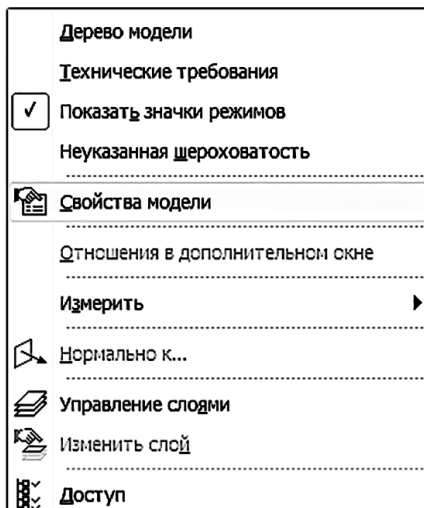 Дерево модели
Технические требования
Показать значки режимов
Неуказанная шероховатость
Свойства модели
Отношения в дополнительном окне
Измерить
Нормально к...
Управление слоями
Изменить слой
Доступ